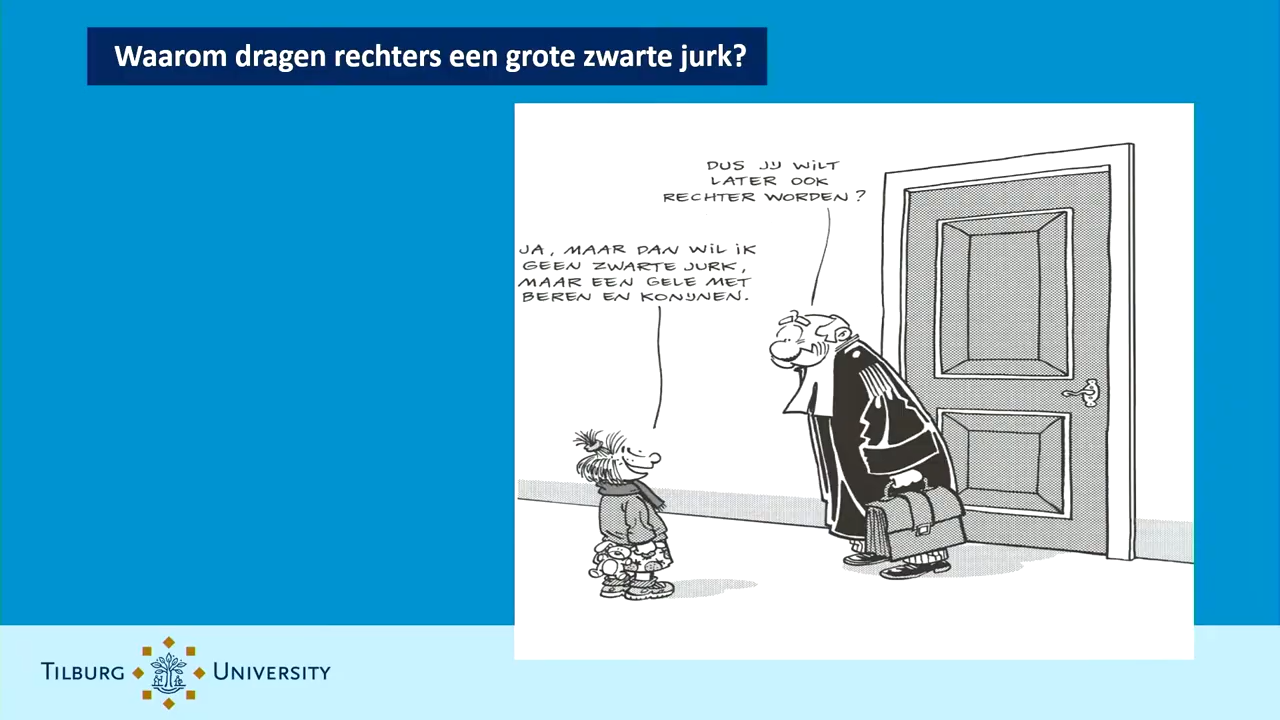 Waarom dragen rechters een grote zwarte jurk?
DUS JIJ WILT
LATER OOK
RECHTER WORDEN?
JA, MAAR DAN WIL IK
GEEN ZWARTE JURK,
MAAR EEN GELE MET
BEREN EN KONIJNEN.
TILBURG UNIVERSITY